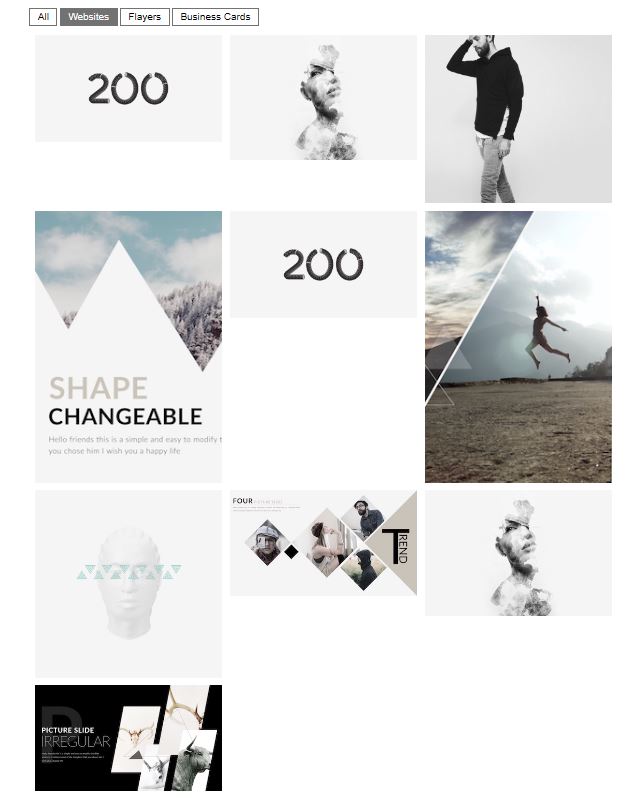 All
Websites
Flayers
Business Cards
200
SHAPE
CHANGEABLE
Hello friends this is a simple and easy to modify t
you chose him I wish you a happy life
200
FOUR
TREND
PICTURE SLIDE
IRREGULAR